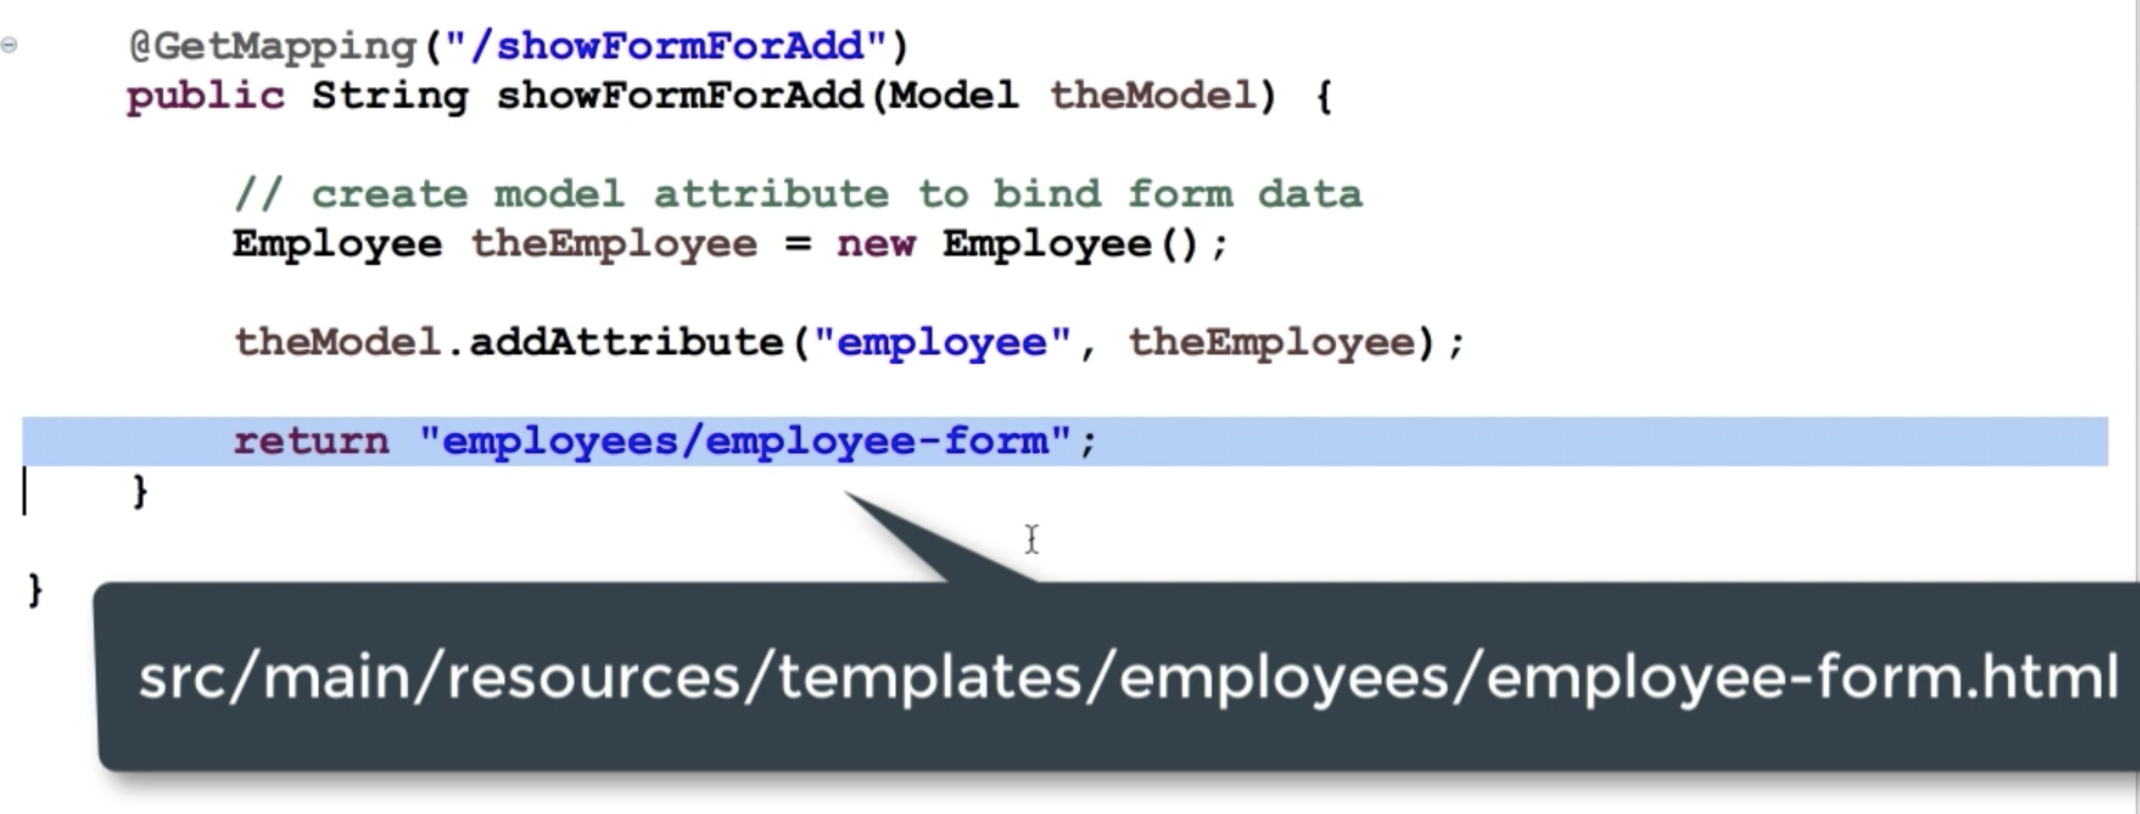 @GetMapping("/showFormForAdd")
public String showFormForAdd(Model theModel) {
// create model attribute to bind form data
Employee theEmployee = new Employee();
theModel.addAttribute("employee", theEmployee);
return "employees/employee-form";
}
}
src/main/resources/templates/employees/employee-form.html